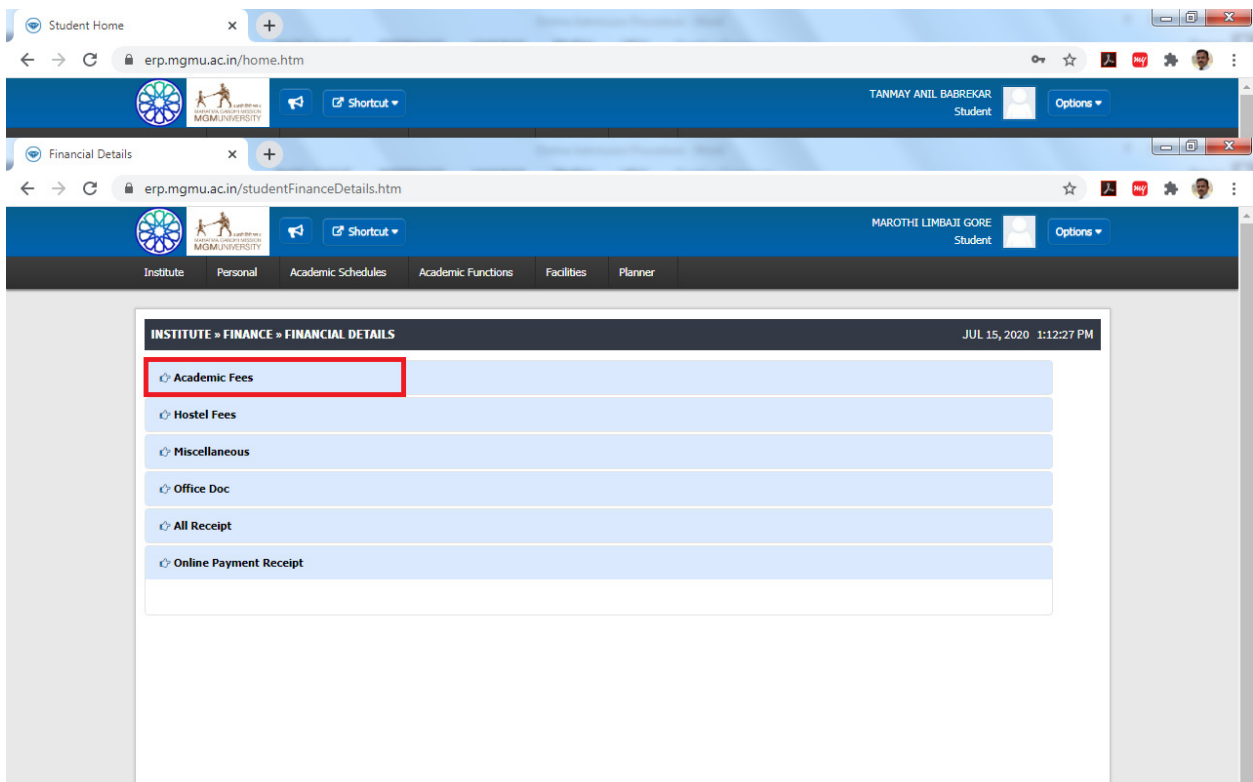 Student Home
erp.mgmu.ac.in/home.htm
MGMUNIVERSITY
Shortcut
TANMAY ANIL BABREKAR
Student
Options
Financial Details
erp.mgmu.ac.in/studentFinanceDetails.htm
MGMUNIVERSITY
Shortcut
MAROTHI LIMBAJI GORE
Student
Options
Institute Personal Academic Schedules Academic Functions Facilities Planner
INSTITUTE » FINANCE » FINANCIAL DETAILS JUL 15, 2020 1:12:27 PM
Academic Fees
Hostel Fees
Miscellaneous
Office Doc
All Receipt
Online Payment Receipt